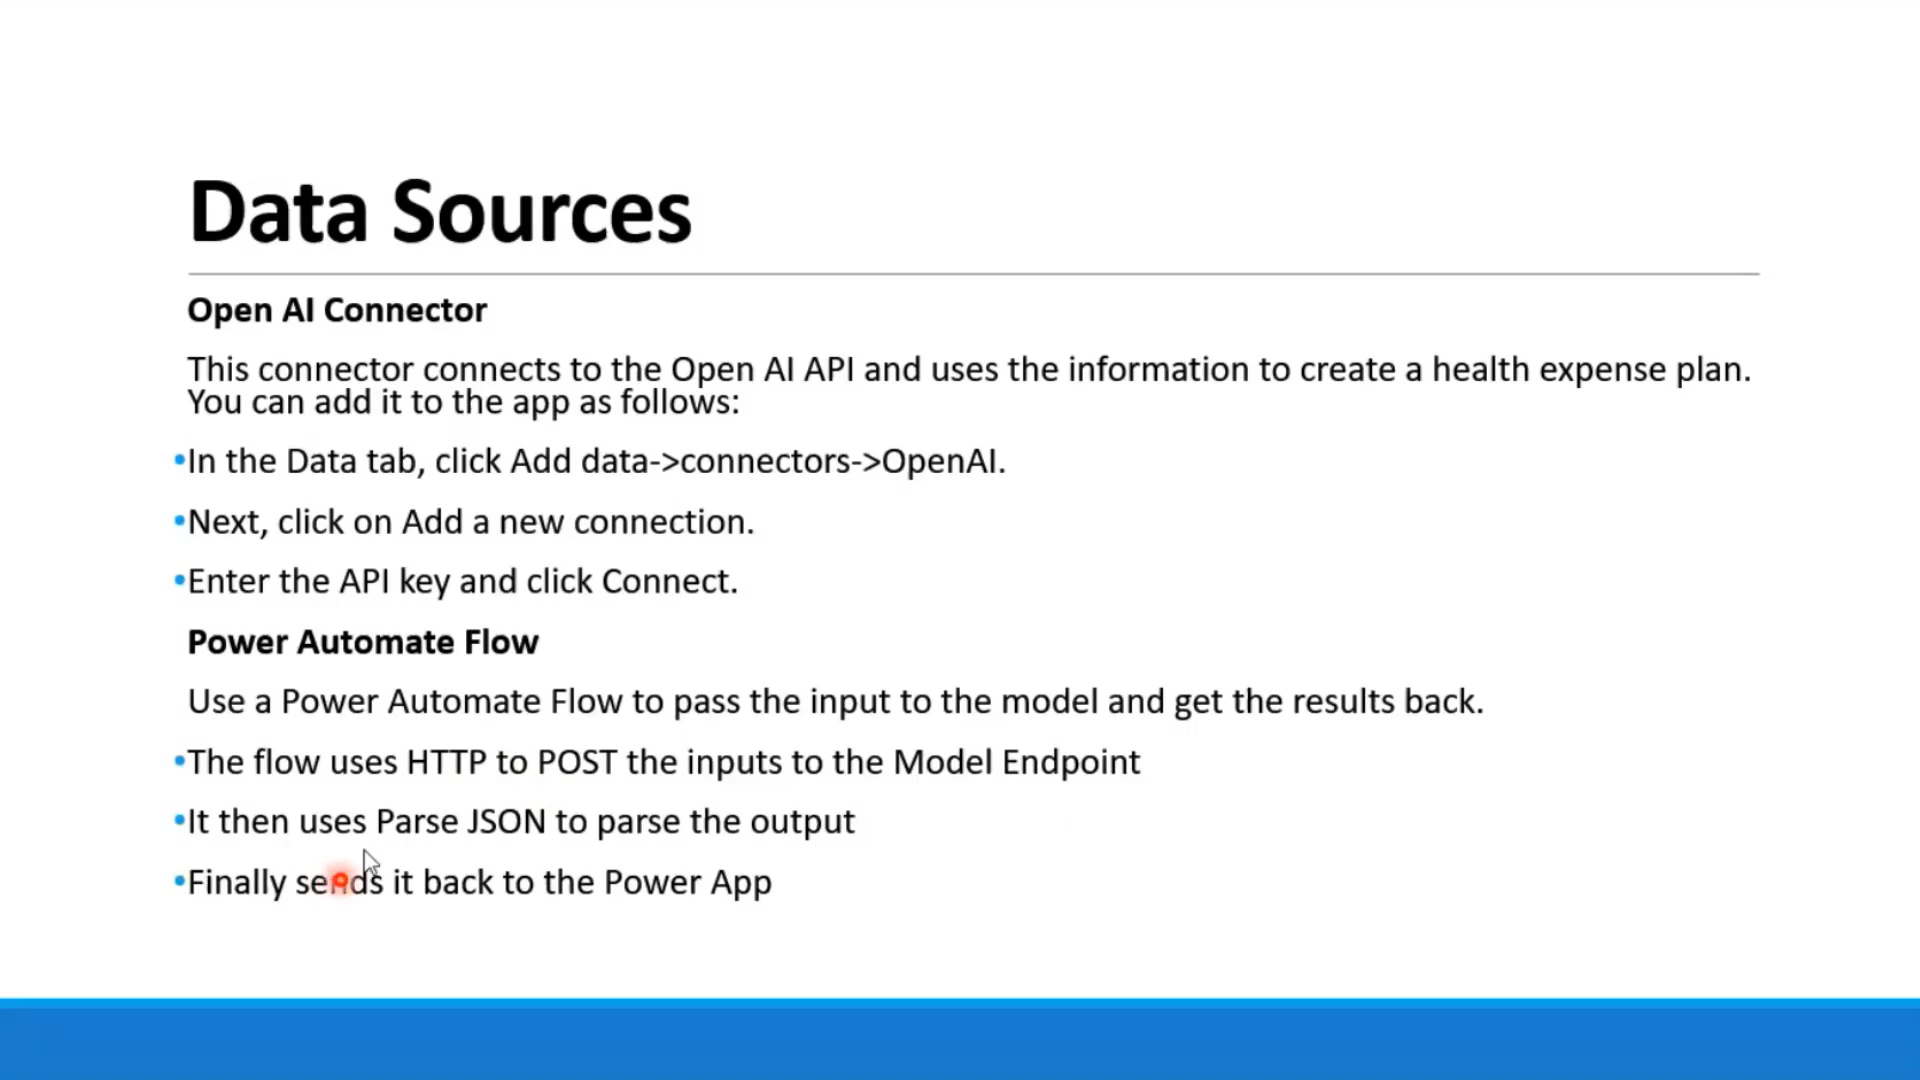 Data Sources
Open AI Connector
This connector connects to the Open AI API and uses the information to create a health expense plan.
You can add it to the app as follows:
•In the Data tab, click Add data->connectors->OpenAI.
•Next, click on Add a new connection.
•Enter the API key and click Connect.
Power Automate Flow
Use a Power Automate Flow to pass the input to the model and get the results back.
•The flow uses HTTP to POST the inputs to the Model Endpoint
•It then uses Parse JSON to parse the output
•Finally sends it back to the Power App